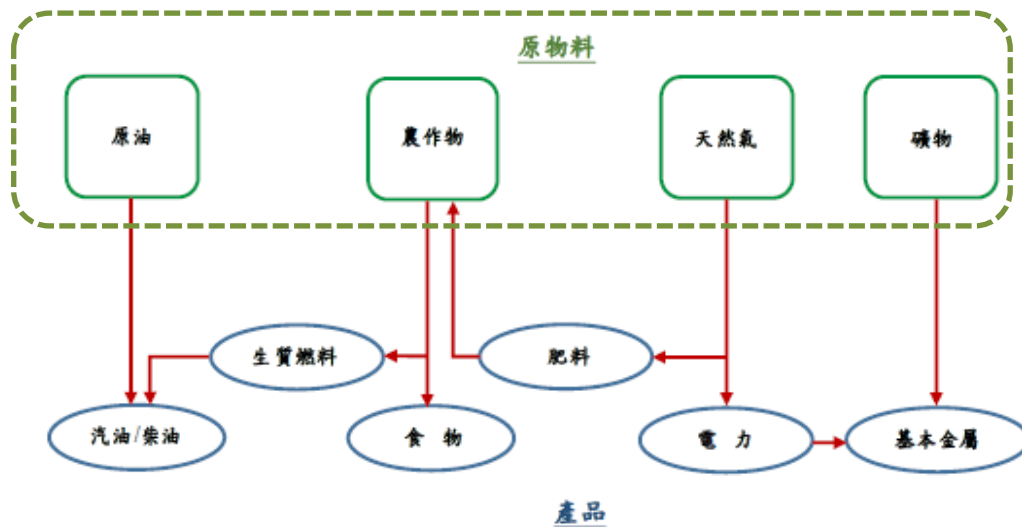 原物料
原油
農作物
天然氣
礦物
生質燃料
肥料
汽油/柴油
食 物
電 力
基本金屬
產品